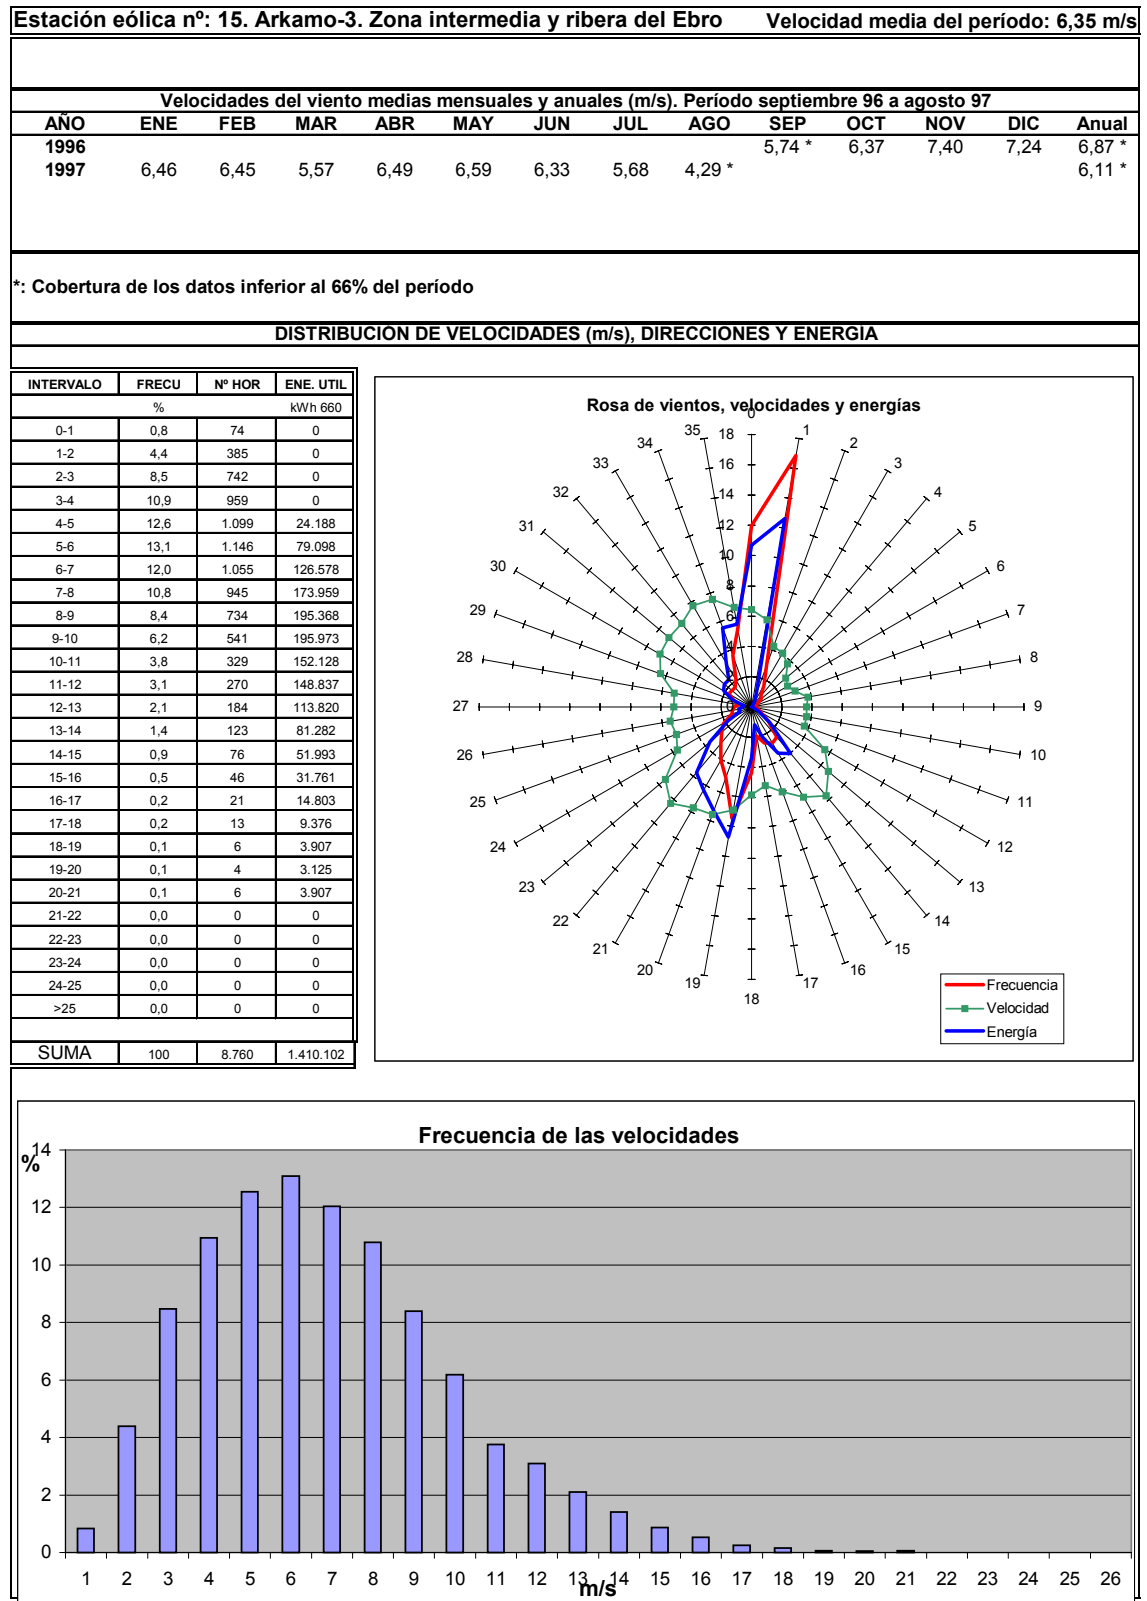 Estación eólica nº: 15. Arkamo-3. Zona intermedia y ribera del Ebro Velocidad media del período: 6,35 m/s
Velocidades del viento medias mensuales y anuales (m/s). Período septiembre 96 a agosto 97
AÑO ENE FEB MAR ABR MAY JUN JUL AGO SEP OCT NOV DIC Anual
1996 5,74 * 6,37 7,40 7,24 6,87 *
1997 6,46 6,45 5,57 6,49 6,59 6,33 5,68 4,29 * 6,11 *
*: Cobertura de los datos inferior al 66% del período
DISTRIBUCIÓN DE VELOCIDADES (m/s), DIRECCIONES Y ENERGIA
INTERVALO FRECU Nº HOR ENE. UTIL
% kWh 660
0-1 0,8 74 0
1-2 4,4 385 0
2-3 8,5 742 0
3-4 10,9 959 0
4-5 12,6 1.099 24.188
5-6 13,1 1.146 79.098
6-7 12,0 1.055 126.578
7-8 10,8 945 173.959
8-9 8,4 734 195.368
9-10 6,2 541 195.973
10-11 3,8 329 152.128
11-12 3,1 270 148.837
12-13 2,1 184 113.820
13-14 1,4 123 81.282
14-15 0,9 76 51.993
15-16 0,5 46 31.761
16-17 0,2 21 14.803
17-18 0,2 13 9.376
18-19 0,1 6 3.907
19-20 0,1 4 3.125
20-21 0,1 6 3.907
21-22 0,0 0 0
22-23 0,0 0 0
23-24 0,0 0 0
24-25 0,0 0 0
>25 0,0 0 0
SUMA 100 8.760 1.410.102
Rosa de vientos, velocidades y energías
0
1
2
3
4
5
6
7
8
9
10
11
12
13
14
15
16
17
18
19
20
21
22
23
24
25
26
27
28
29
30
31
32
33
34
35
18
16
14
12
10
8
6
4
2
0
Frecuencia
Velocidad
Energía
Frecuencia de las velocidades
%
14
12
10
8
6
4
2
0
1 2 3 4 5 6 7 8 9 10 11 12 13 14 15 16 17 18 19 20 21 22 23 24 25 26
m/s